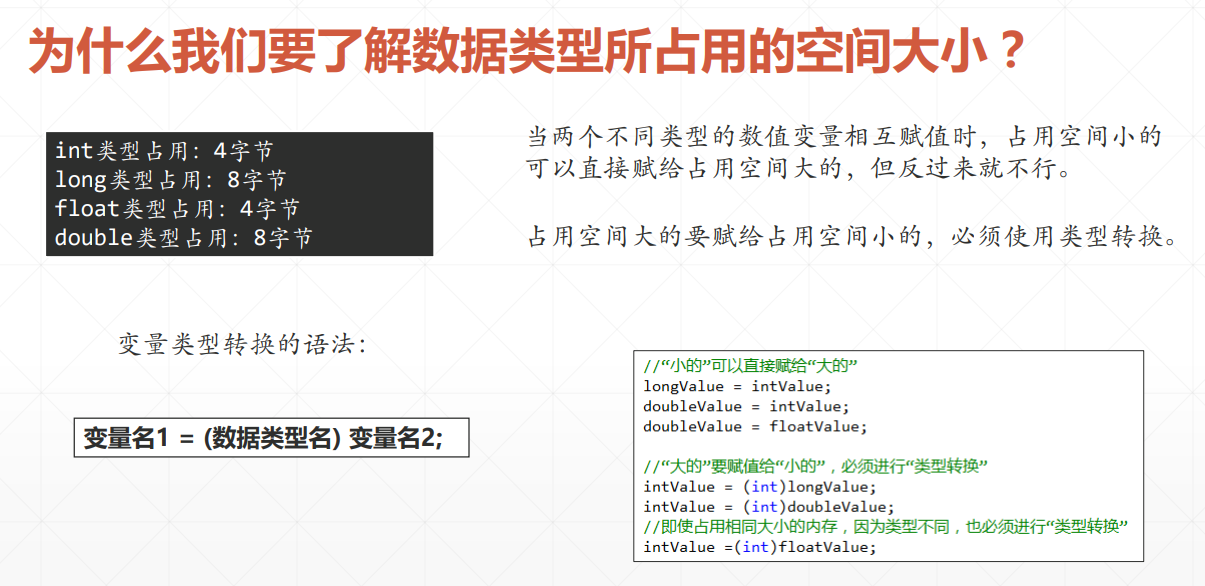 为什么我们要了解数据类型所占用的空间大小？
int类型占用：4字节
long类型占用：8字节
float类型占用：4字节
double类型占用：8字节
当两个不同类型的数值变量相互赋值时，占用空间小的
可以直接赋给占用空间大的，但反过来就不行。
占用空间大的要赋给占用空间小的，必须使用类型转换。
变量类型转换的语法：
变量名1 = (数据类型名) 变量名2;
//“小的”可以直接赋给“大的”
longValue = intValue;
doubleValue = intValue;
doubleValue = floatValue;
//“大的”要赋值给“小的”，必须进行“类型转换”
intValue = (int)longValue;
intValue = (int)doubleValue;
//即使占用相同大小的内存，因为类型不同，也必须进行“类型转换”
intValue =(int)floatValue;